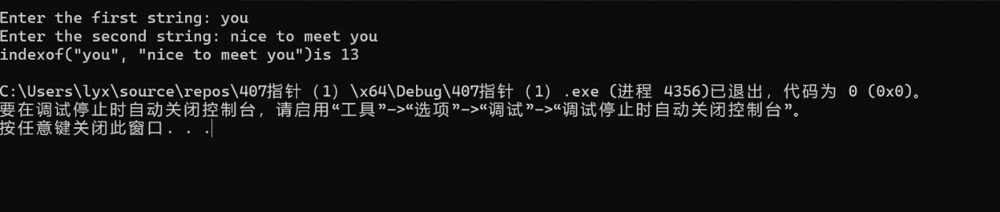 Enter the first string: you
Enter the second string: nice to meet you
indexof("you", "nice to meet you")is 13
C:\Users\lyx\source\repos\407指针（1）\x64\Debug\407指针（1）.exe (进程 4356)已退出，代码为 0 (0x0)。
要在调试停止时自动关闭控制台，请启用“工具”->“选项”->“调试”->“调试停止时自动关闭控制台”。
按任意键关闭此窗口. . .